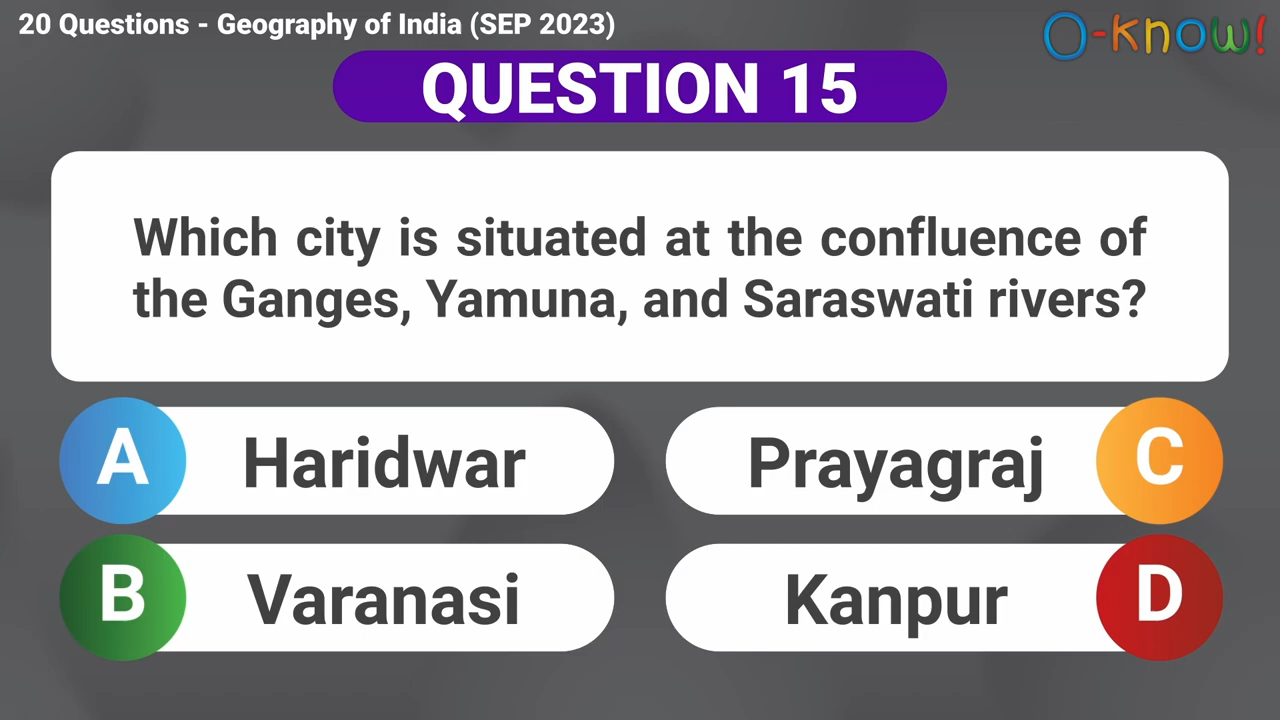 20 Questions - Geography of India (SEP 2023)
O-Know!
QUESTION 15
Which city is situated at the confluence of
the Ganges, Yamuna, and Saraswati rivers?
A Haridwar
Prayagraj C
B Varanasi
Kanpur D